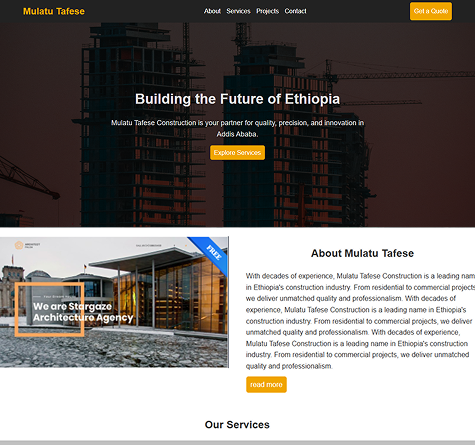 Mulatu Tafese
About Services Projects Contact
Get a Quote
Building the Future of Ethiopia
Mulatu Tafese Construction is your partner for quality, precision, and innovation in
Addis Ababa.
Explore Services
FREE
We are Stargaze
Architecture Agency
About Mulatu Tafese
With decades of experience, Mulatu Tafese Construction is a leading nam
in Ethiopia's construction industry. From residential to commercial projects
we deliver unmatched quality and professionalism. With decades of
experience, Mulatu Tafese Construction is a leading name in Ethiopia's
construction industry. From residential to commercial projects, we deliver
unmatched quality and professionalism. With decades of experience,
Mulatu Tafese Construction is a leading name in Ethiopia's construction
industry. From residential to commercial projects, we deliver unmatched
quality and professionalism.
read more
Our Services